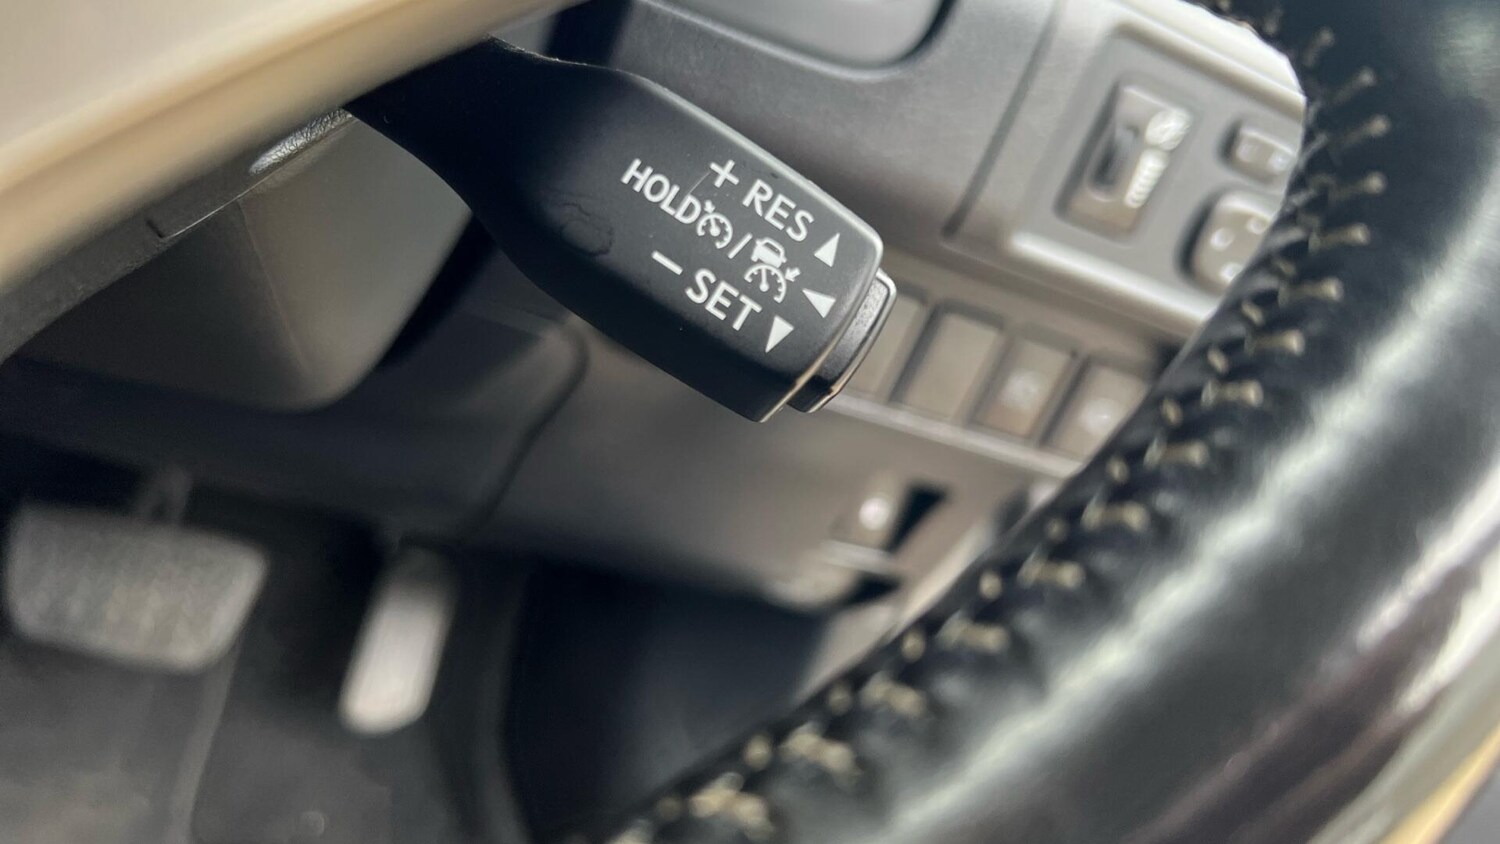 + RES
HOLD /
− SET